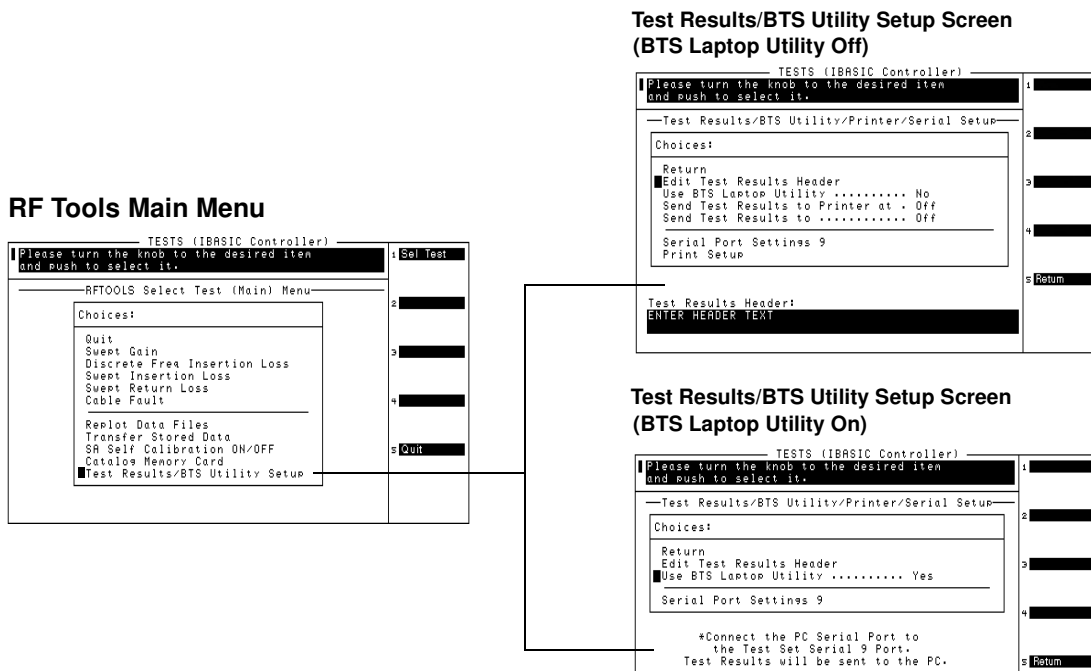 RF Tools Main Menu
TESTS (IBASIC Controller)
Please turn the knob to the desired item
and push to select it.
1 Sel Test
RFTOOLS Select Test (Main) Menu
2
Choices:
Quit
Swept Gain
3
Discrete Freq Insertion Loss
Swept Insertion Loss
Swept Return Loss
Cable Fault
4
Replot Data Files
Transfer Stored Data
SA Self Calibration ON/OFF
5 Quit
Catalog Memory Card
Test Results/BTS Utility Setup
Test Results/BTS Utility Setup Screen
(BTS Laptop Utility Off)
TESTS (IBASIC Controller)
Please turn the knob to the desired item
and push to select it.
1
Test Results/BTS Utility/Printer/Serial Setup
2
Choices:
Return
Edit Test Results Header
3
Use BTS Laptop Utility .......... No
Send Test Results to Printer at . Off
Send Test Results to ............ Off
4
Serial Port Settings 9
Print Setup
5 Return
Test Results Header:
ENTER HEADER TEXT
Test Results/BTS Utility Setup Screen
(BTS Laptop Utility On)
TESTS (IBASIC Controller)
Please turn the knob to the desired item
and push to select it.
1
Test Results/BTS Utility/Printer/Serial Setup
2
Choices:
Return
Edit Test Results Header
3
Use BTS Laptop Utility .......... Yes
Serial Port Settings 9
4
*Connect the PC Serial Port to
the Test Set Serial 9 Port.
Test Results will be sent to the PC.
5 Return